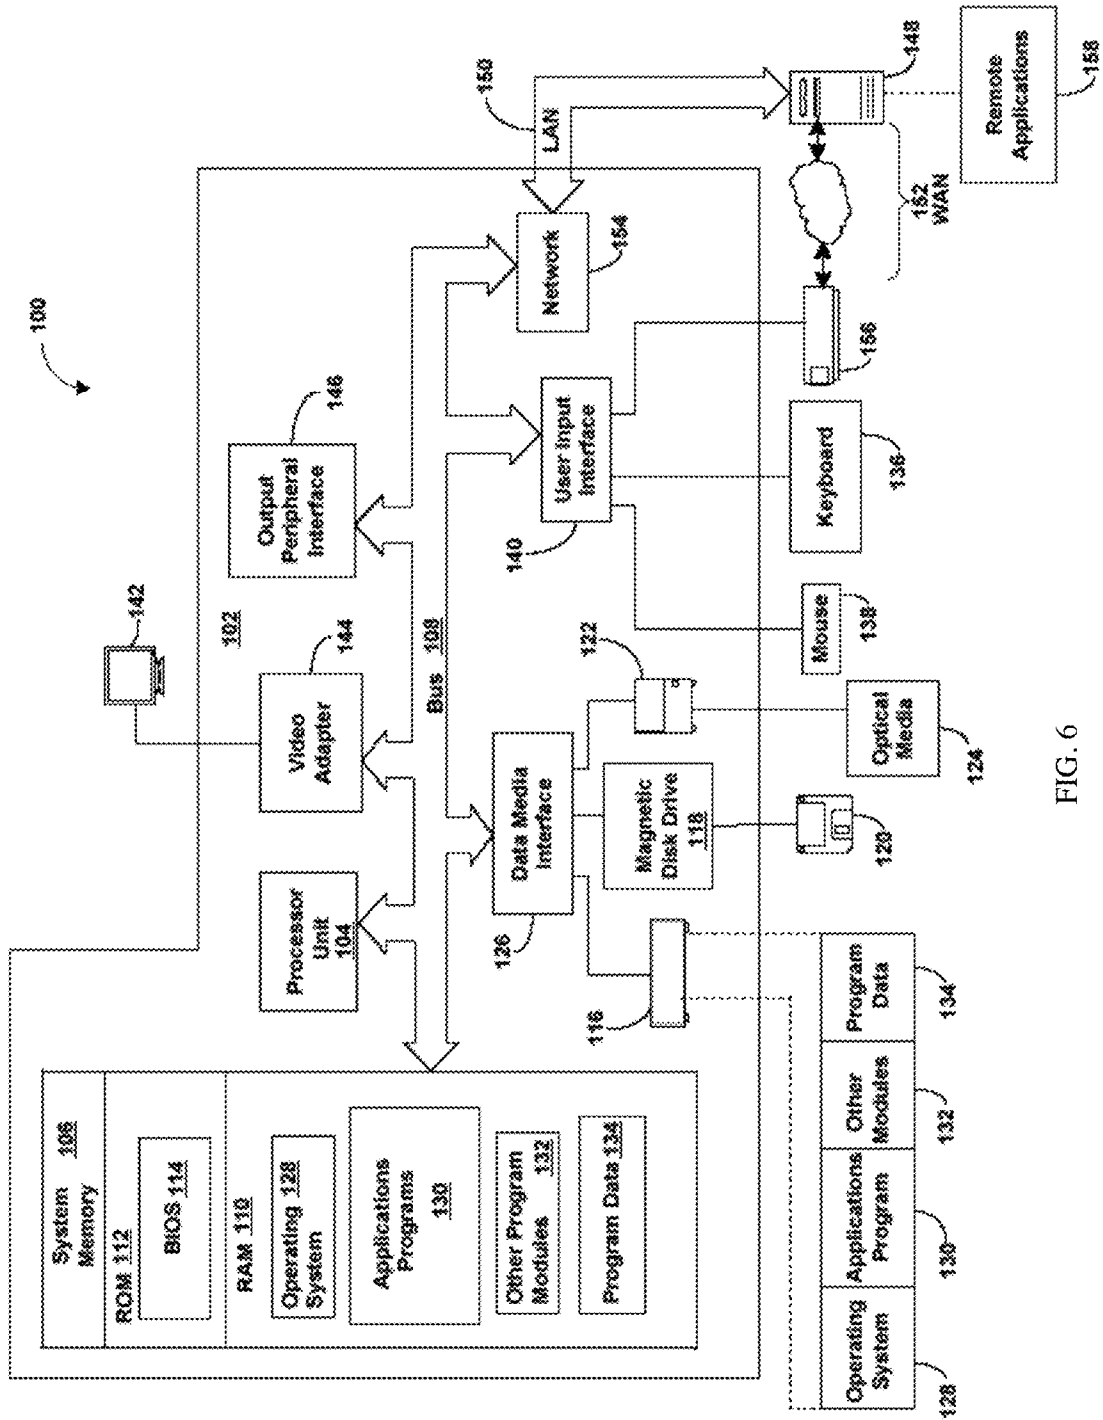 100
142
102
System 106
Memory
ROM 112
BIOS 114
RAM 110
Operating 128
System
Applications
Programs
130
Other Program
Modules 132
Program Data 134
Processor
Unit
104
Video
Adapter
144
Output
Peripheral
Interface
146
Bus 108
Data Media
Interface
126
User Input
Interface
140
Network
154
LAN
150
116
Magnetic
Disk Drive
118
122
120
Optical
Media
124
Mouse
138
Keyboard
136
156
152
WAN
148
Remote
Applications
158
Operating
System
128
Applications
Program
130
Other
Modules
132
Program
Data
134
FIG. 6